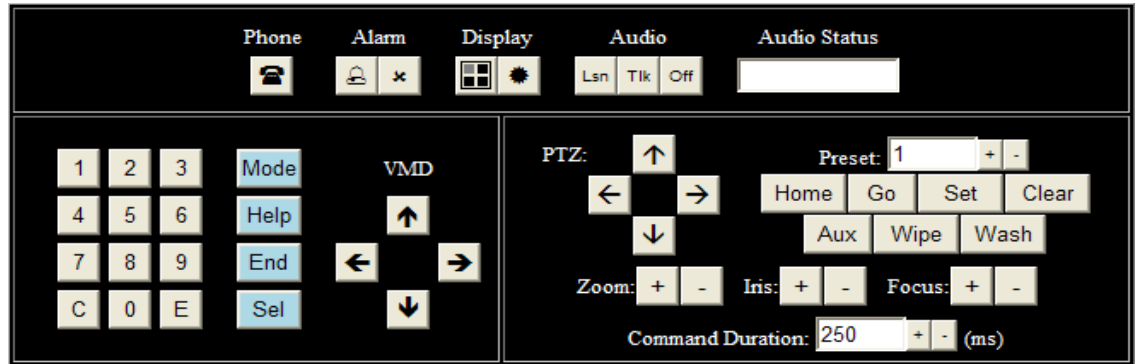 Phone Alarm Display Audio Audio Status
Lsn Tlk Off
1 2 3 Mode VMD
4 5 6 Help
7 8 9 End
C 0 E Sel
PTZ: Preset: 1 + -
Home Go Set Clear
Aux Wipe Wash
Zoom: + - Iris: + - Focus: + -
Command Duration: 250 + - (ms)